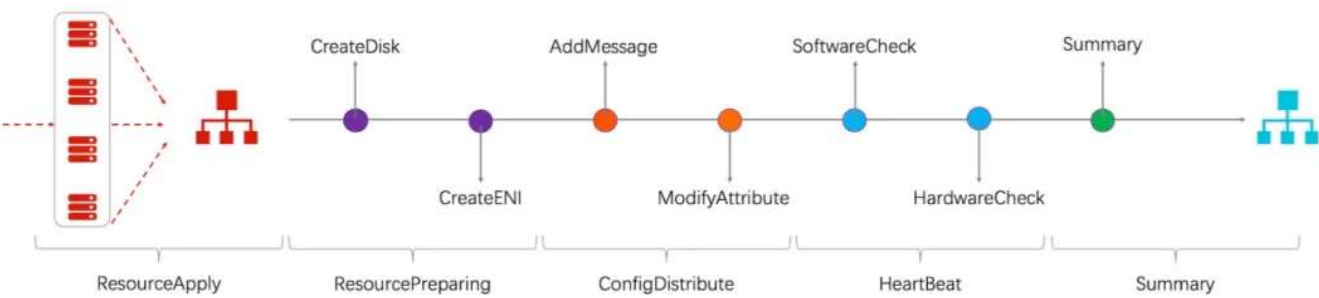 CreateDisk
AddMessage
SoftwareCheck
Summary
CreateENI
ModifyAttribute
HardwareCheck
ResourceApply
ResourcePreparing
ConfigDistribute
HeartBeat
Summary